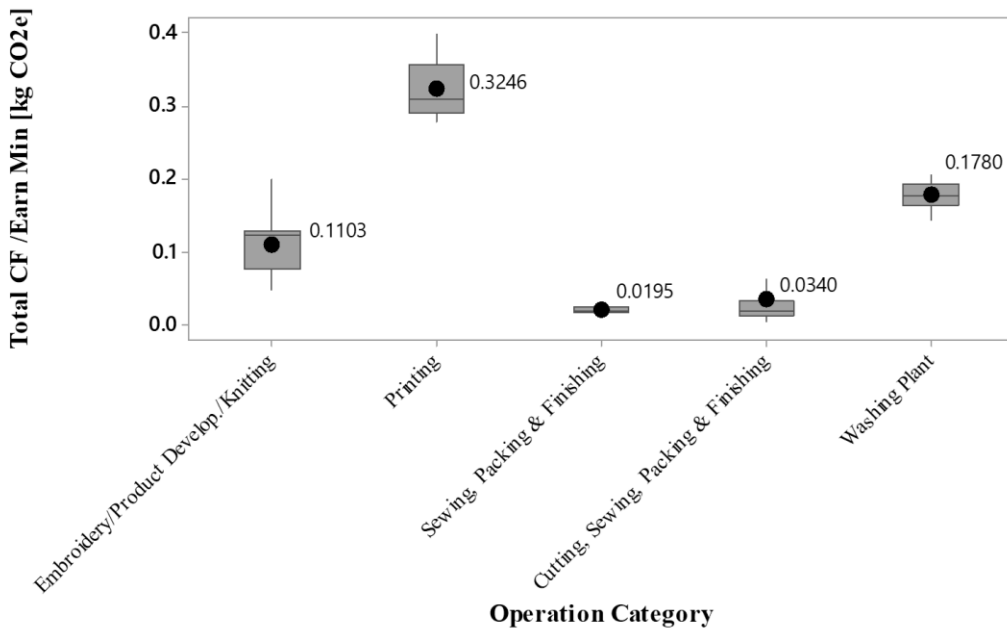 Total CF /Earn Min [kg CO2e]
0.4
0.3
0.2
0.1
0.0
0.1103
0.3246
0.0195
0.0340
0.1780
Embroidery/Product Develop./Knitting
Printing
Sewing, Packing & Finishing
Cutting, Sewing, Packing & Finishing
Washing Plant
Operation Category